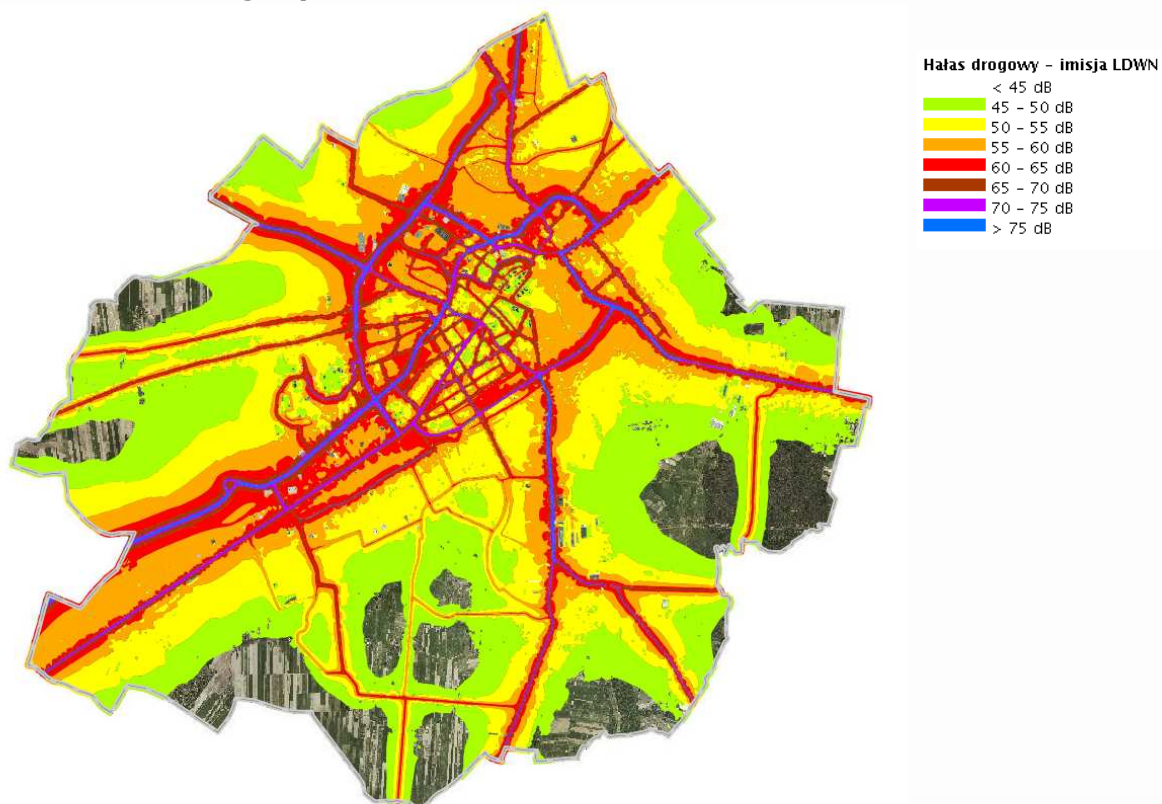 Hałas drogowy – imisja LDWN
< 45 dB
45 – 50 dB
50 – 55 dB
55 – 60 dB
60 – 65 dB
65 – 70 dB
70 – 75 dB
> 75 dB